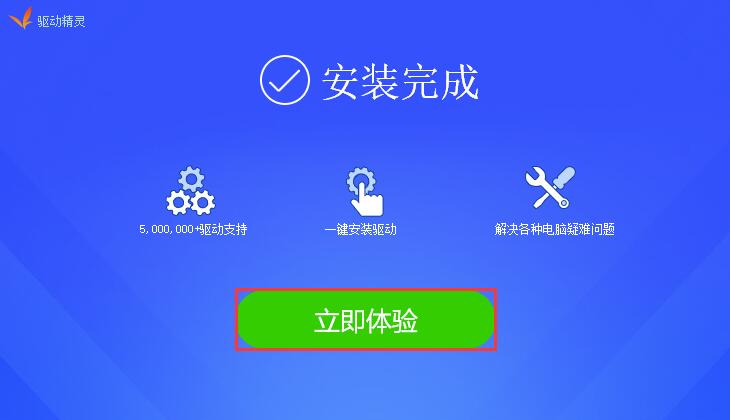 驱动精灵
安装完成
5,000,000+驱动支持
一键安装驱动
解决各种电脑疑难问题
立即体验